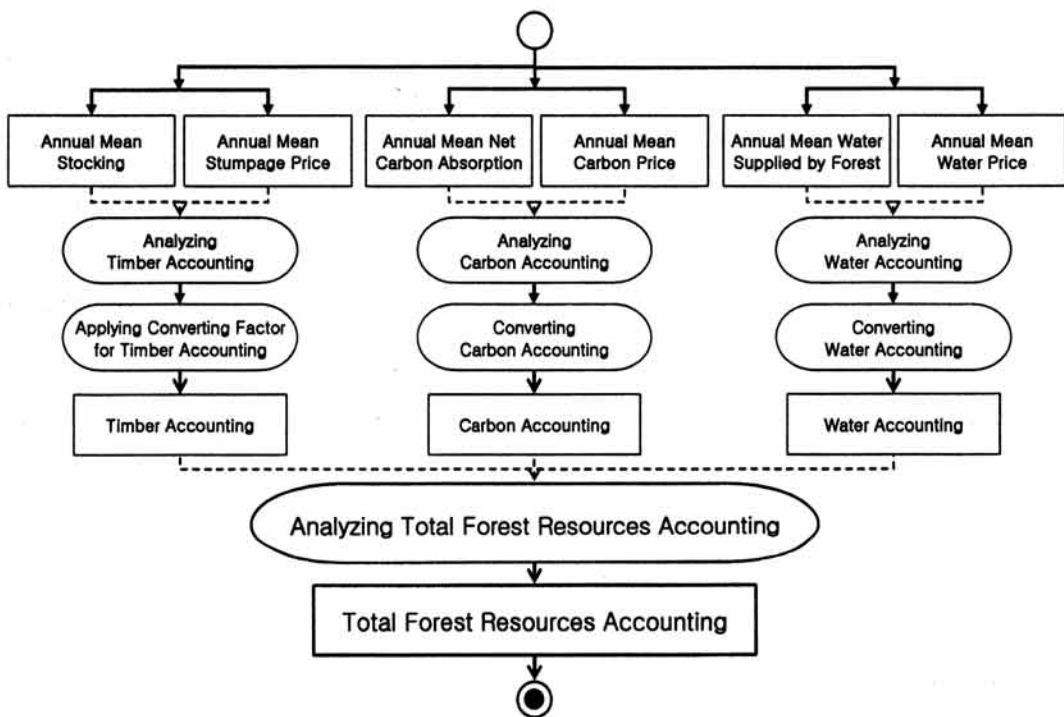 Annual Mean
Stocking
Annual Mean
Stumpage Price
Annual Mean Net
Carbon Absorption
Annual Mean
Carbon Price
Annual Mean Water
Supplied by Forest
Annual Mean
Water Price
Analyzing
Timber Accounting
Analyzing
Carbon Accounting
Analyzing
Water Accounting
Applying Converting Factor
for Timber Accounting
Converting
Carbon Accounting
Converting
Water Accounting
Timber Accounting
Carbon Accounting
Water Accounting
Analyzing Total Forest Resources Accounting
Total Forest Resources Accounting